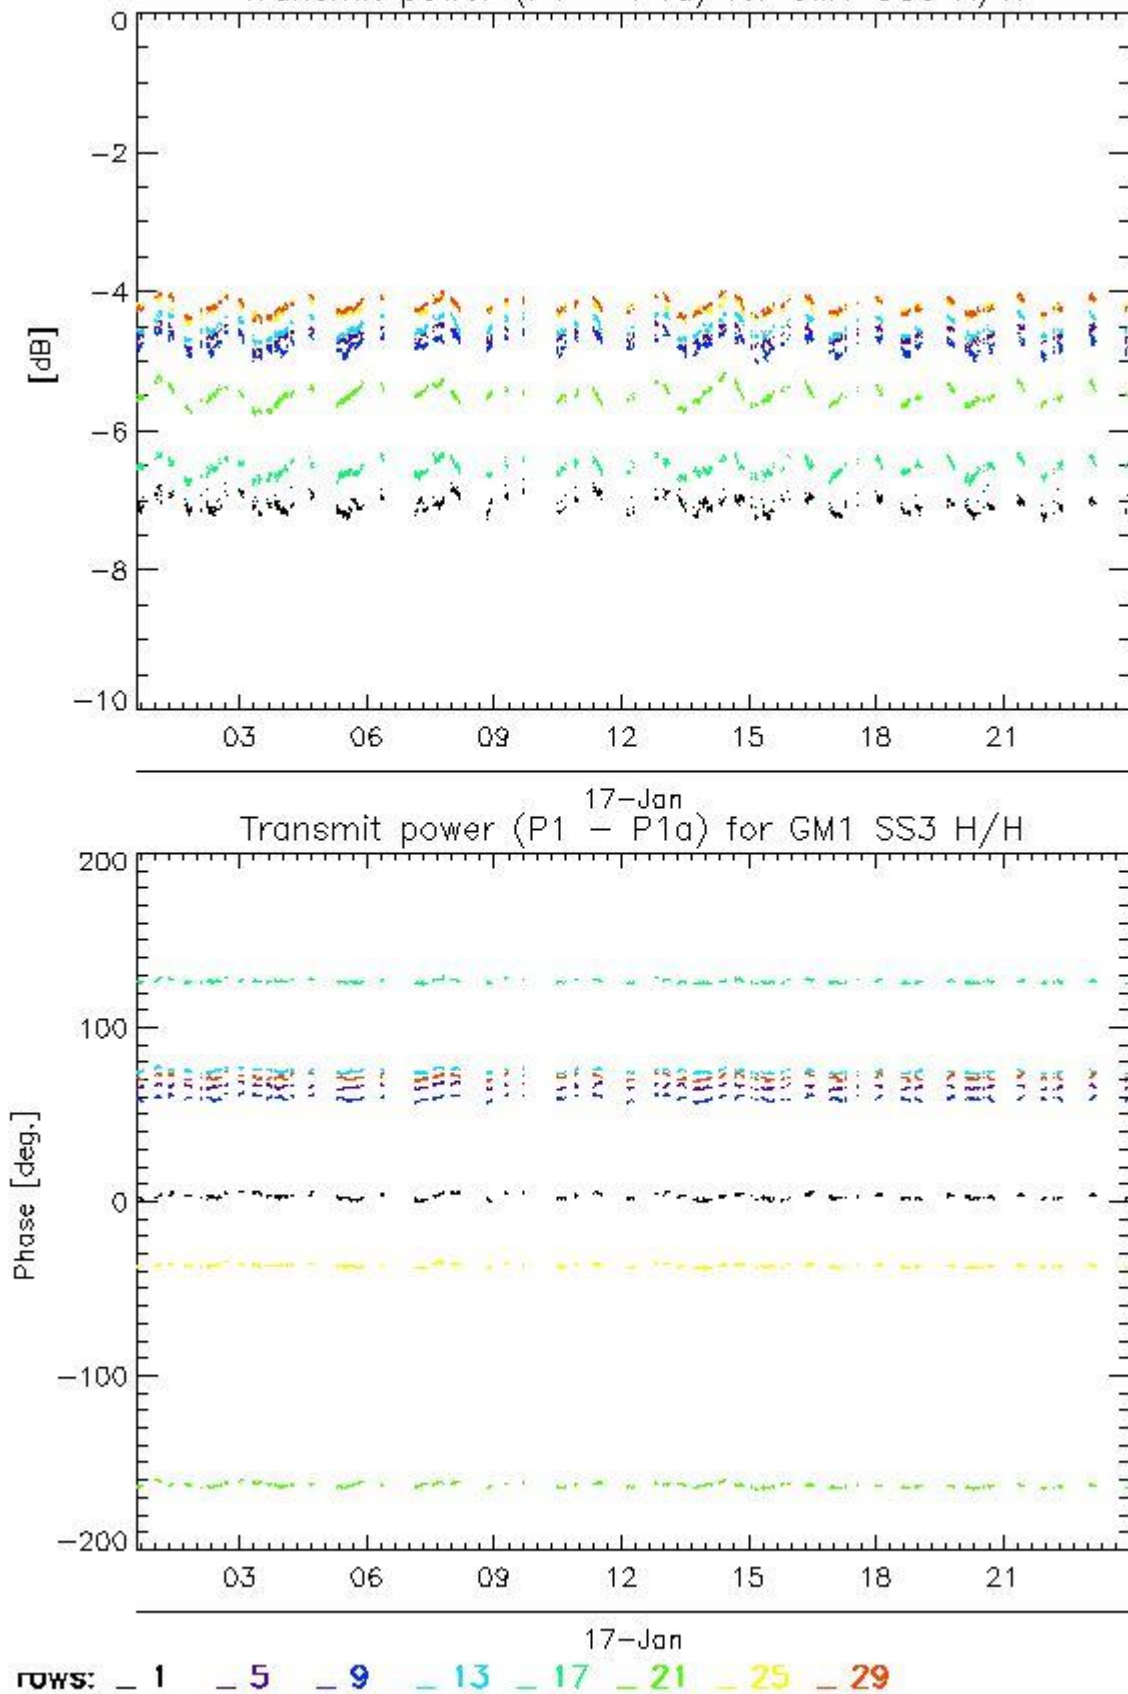 0
−2
−4
[dB]
−6
−8
−10
03 06 09 12 15 18 21
17−Jan
Transmit power (P1 − P1a) for GM1 SS3 H/H
200
100
0
Phase [deg.]
−100
−200
03 06 09 12 15 18 21
17−Jan
rows: _ 1 _ 5 _ 9 _ 13 _ 17 _ 21 _ 25 _ 29